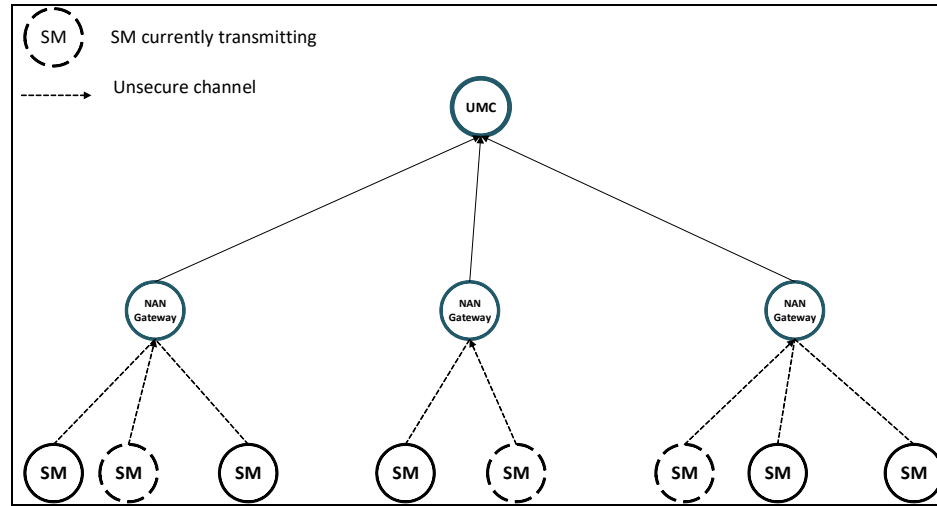 SM SM currently transmitting
Unsecure channel
UMC
NAN NAN NAN
Gateway Gateway Gateway
SM SM SM SM SM SM SM SM